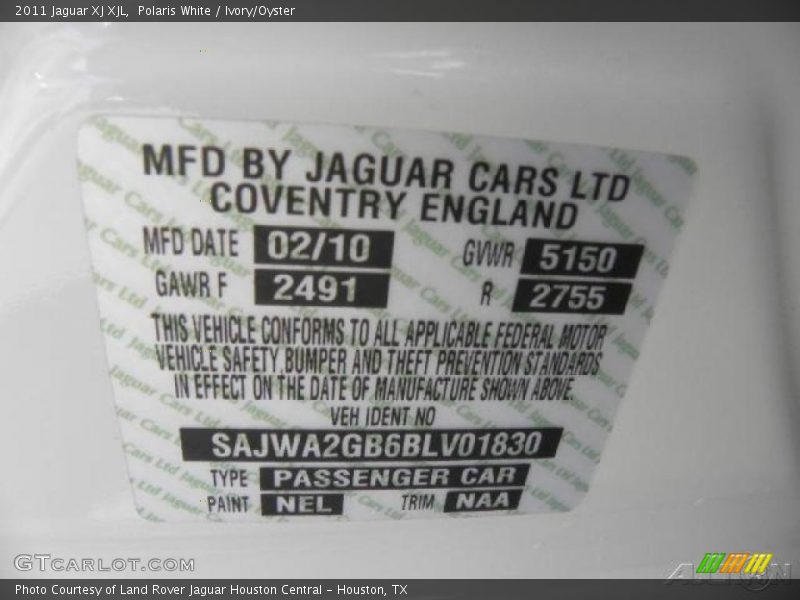 2011 Jaguar XJ XJL, Polaris White / Ivory/Oyster
MFD BY JAGUAR CARS LTD
COVENTRY ENGLAND
MFD DATE 02/10 GVWR 5150
GAWR F 2491 R 2755
THIS VEHICLE CONFORMS TO ALL APPLICABLE FEDERAL MOTOR
VEHICLE SAFETY,BUMPER AND THEFT PREVENTION STANDARDS
IN EFFECT ON THE DATE OF MANUFACTURE SHOWN ABOVE.
VEH IDENT NO
SAJWA2GB6BLV01830
TYPE PASSENGER CAR
PAINT NEL TRIM NAA
GTCARLOT.COM
Photo Courtesy of Land Rover Jaguar Houston Central – Houston, TX